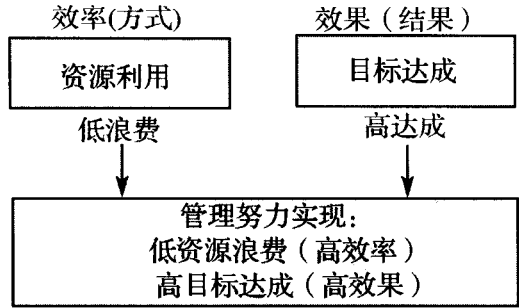 效率(方式)
效果（结果）
资源利用
目标达成
低浪费
高达成
管理努力实现：
低资源浪费（高效率）
高目标达成（高效果）